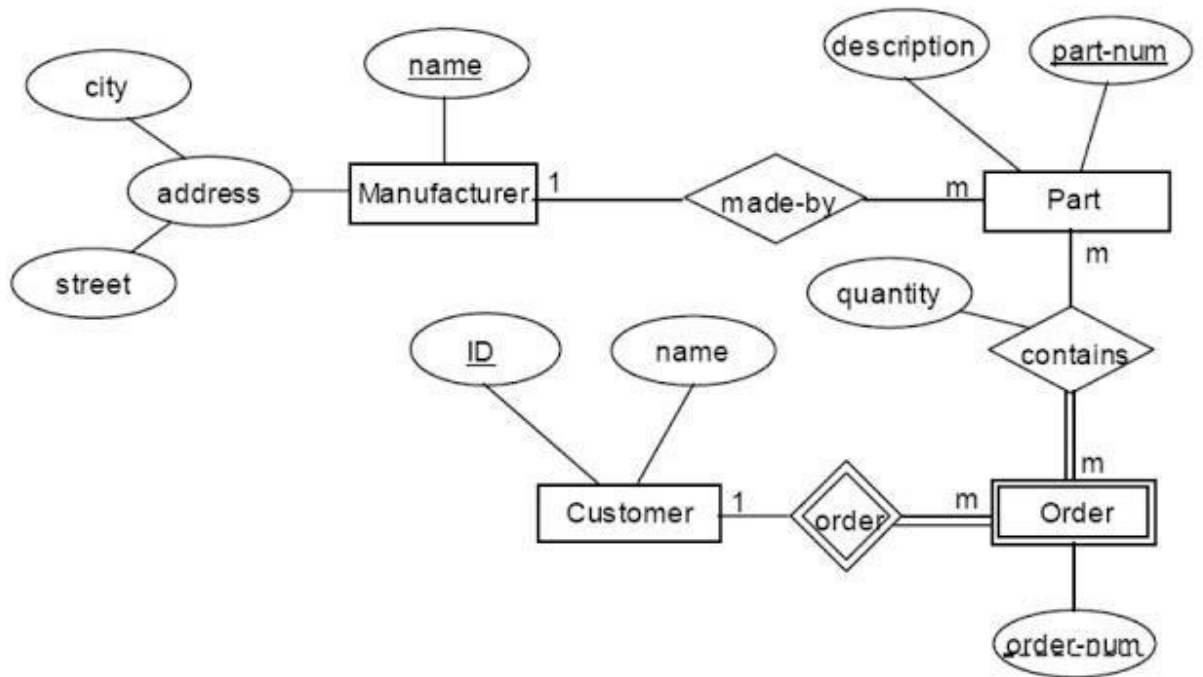 description
part-num
name
city
address
Manufacturer
1
made-by
m
Part
m
street
quantity
ID
name
contains
m
Customer
1
order
m
Order
order-num